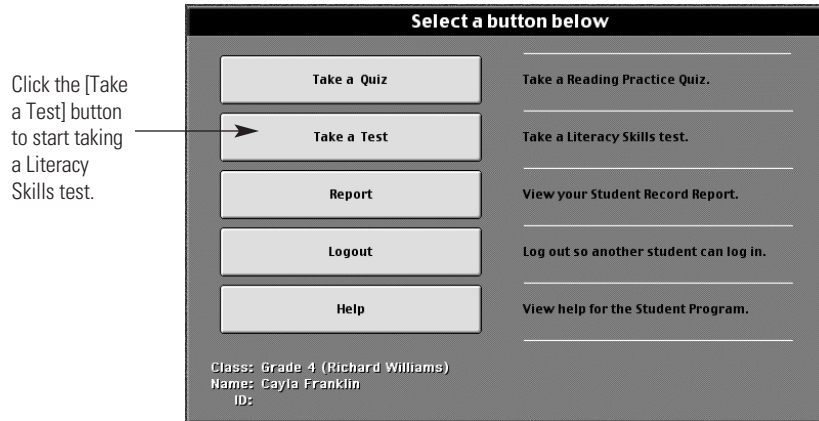 Select a button below
Click the [Take
a Test] button
to start taking
a Literacy
Skills test.
Take a Quiz
Take a Reading Practice Quiz.
Take a Test
Take a Literacy Skills test.
Report
View your Student Record Report.
Logout
Log out so another student can log in.
Help
View help for the Student Program.
Class: Grade 4 (Richard Williams)
Name: Cayla Franklin
ID: